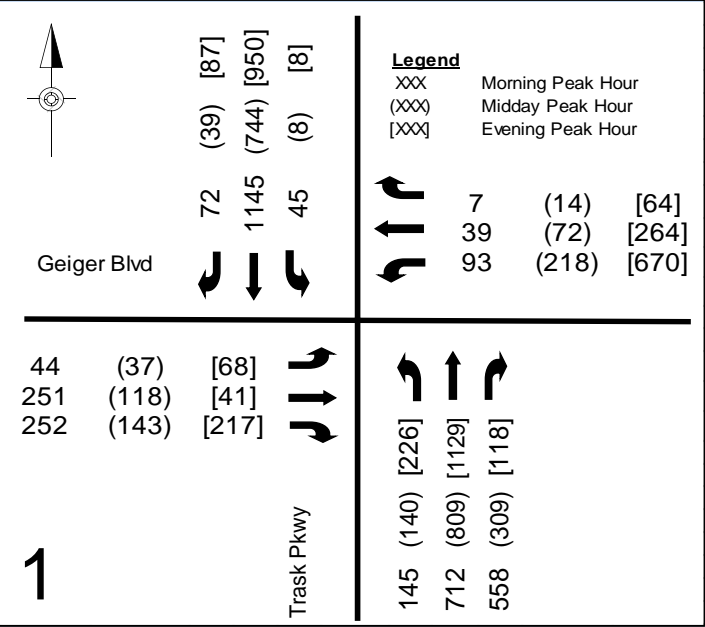 [87] [950] [8]
(39) (744) (8)
72 1145 45
Legend
XXX Morning Peak Hour
(XXX) Midday Peak Hour
[XXX] Evening Peak Hour
7 (14) [64]
39 (72) [264]
93 (218) [670]
Geiger Blvd
44 (37) [68]
251 (118) [41]
252 (143) [217]
145 (140) [226]
712 (809) [1129]
558 (309) [118]
Trask Pkwy
1